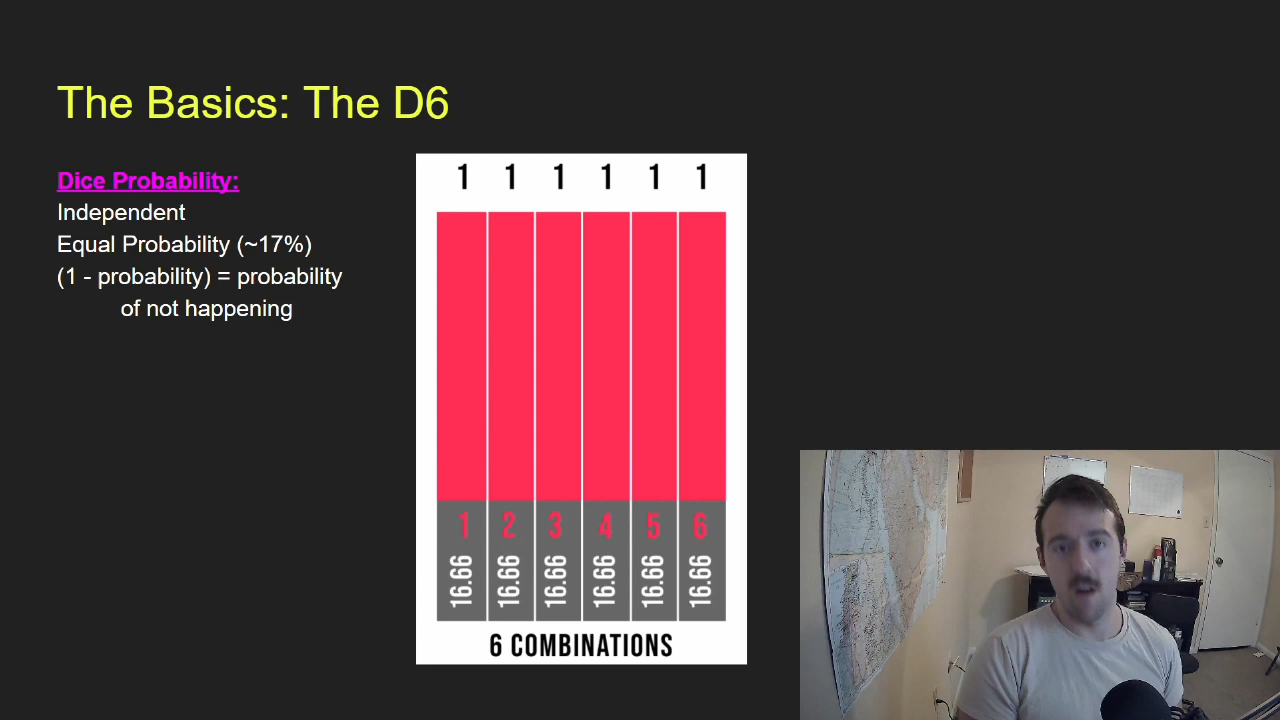 The Basics: The D6
Dice Probability:
Independent
Equal Probability (~17%)
(1 - probability) = probability
of not happening
1 1 1 1 1 1
1 2 3 4 5 6
16.66 16.66 16.66 16.66 16.66 16.66
6 COMBINATIONS